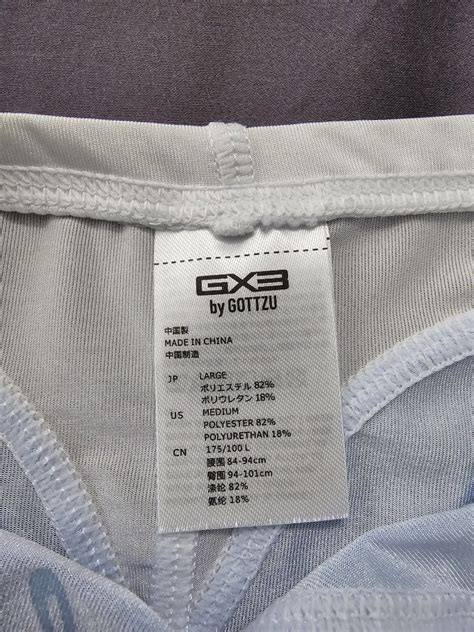 GX3
by GOTTZU
中国製
MADE IN CHINA
中国制造
JP LARGE
ポリエステル 82%
ポリウレタン 18%
US MEDIUM
POLYESTER 82%
POLYURETHAN 18%
CN 175/100 L
腰围 84-94cm
臀围 94-101cm
涤纶 82%
氨纶 18%